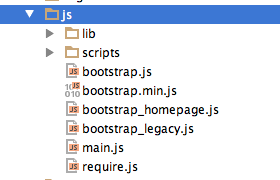 js
lib
scripts
bootstrap.js
bootstrap.min.js
bootstrap_homepage.js
bootstrap_legacy.js
main.js
require.js